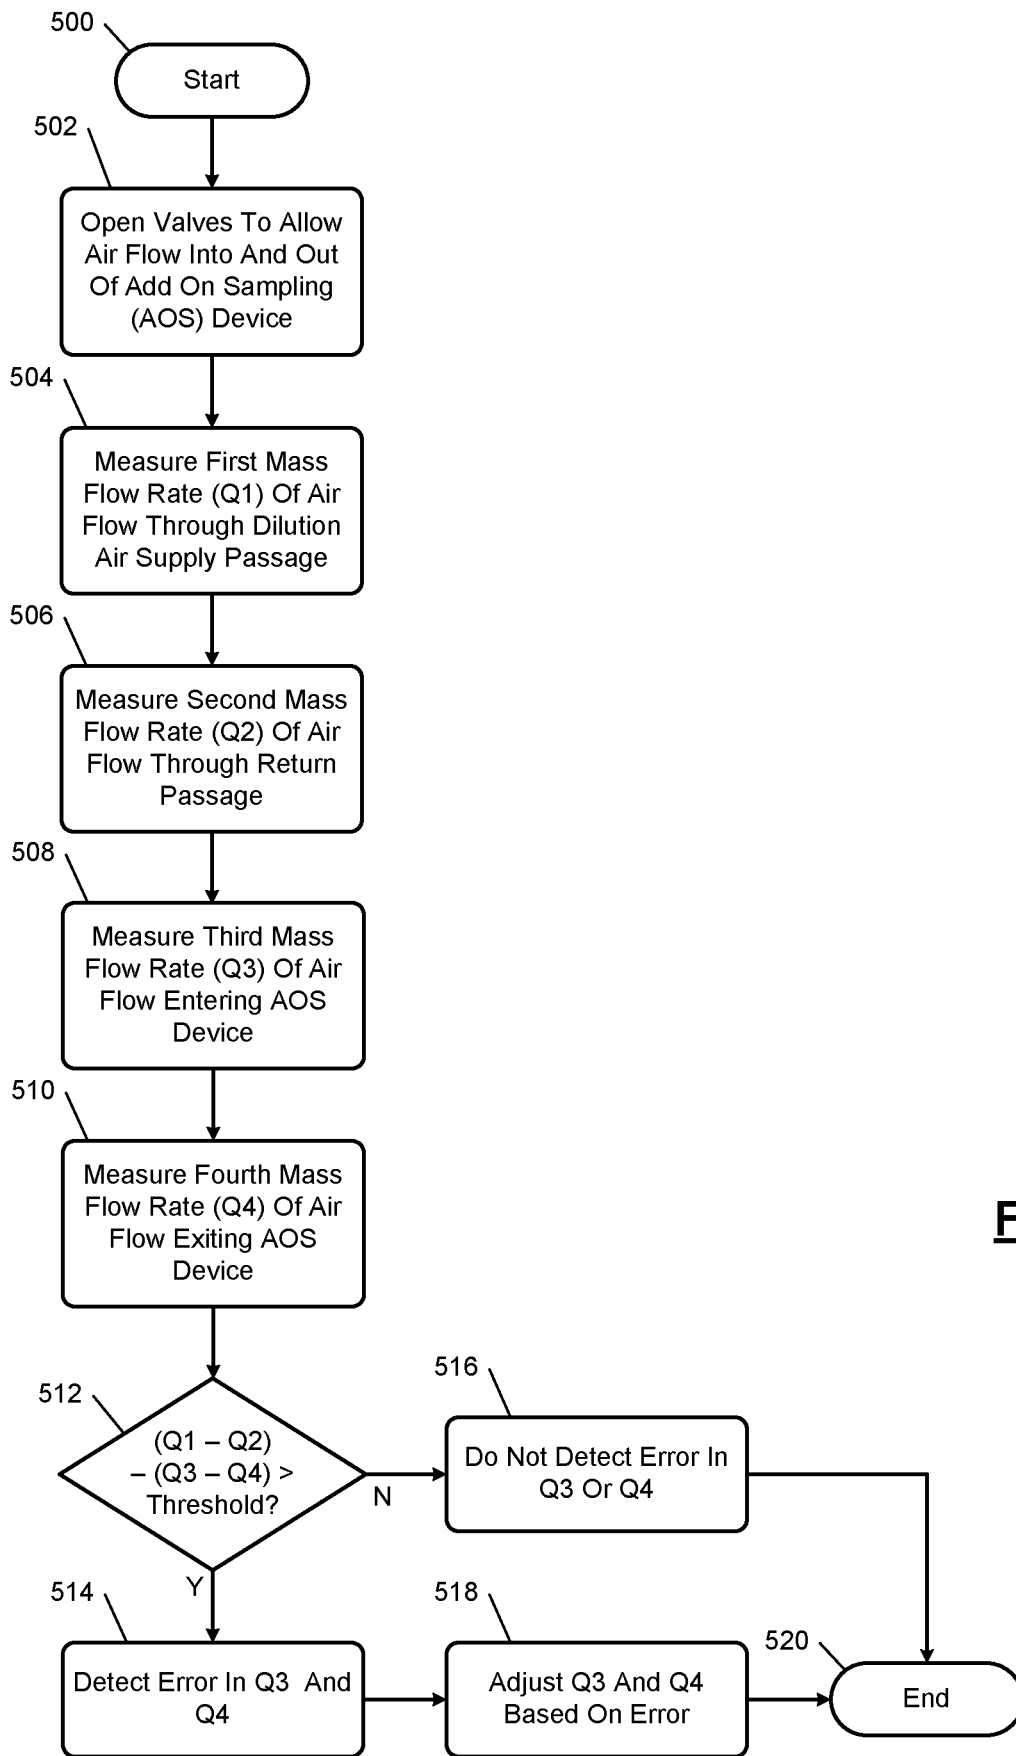 500
Start
502
Open Valves To Allow
Air Flow Into And Out
Of Add On Sampling
(AOS) Device
504
Measure First Mass
Flow Rate (Q1) Of Air
Flow Through Dilution
Air Supply Passage
506
Measure Second Mass
Flow Rate (Q2) Of Air
Flow Through Return
Passage
508
Measure Third Mass
Flow Rate (Q3) Of Air
Flow Entering AOS
Device
510
Measure Fourth Mass
Flow Rate (Q4) Of Air
Flow Exiting AOS
Device
F
512
(Q1 – Q2)
– (Q3 – Q4) >
Threshold?
N
Y
516
Do Not Detect Error In
Q3 Or Q4
514
Detect Error In Q3 And
Q4
518
Adjust Q3 And Q4
Based On Error
520
End